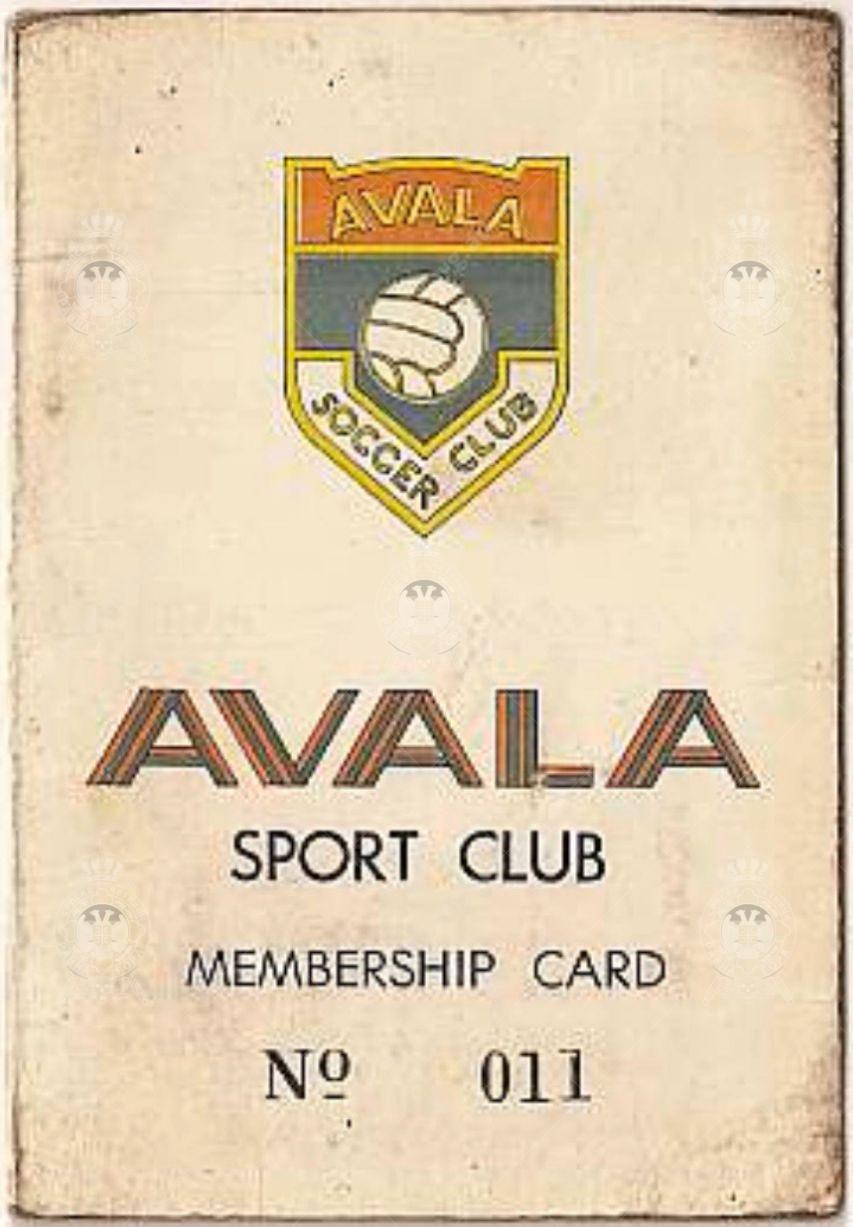 AVALA
SOCCER CLUB
AVALA
SPORT CLUB
MEMBERSHIP CARD
Nº 011